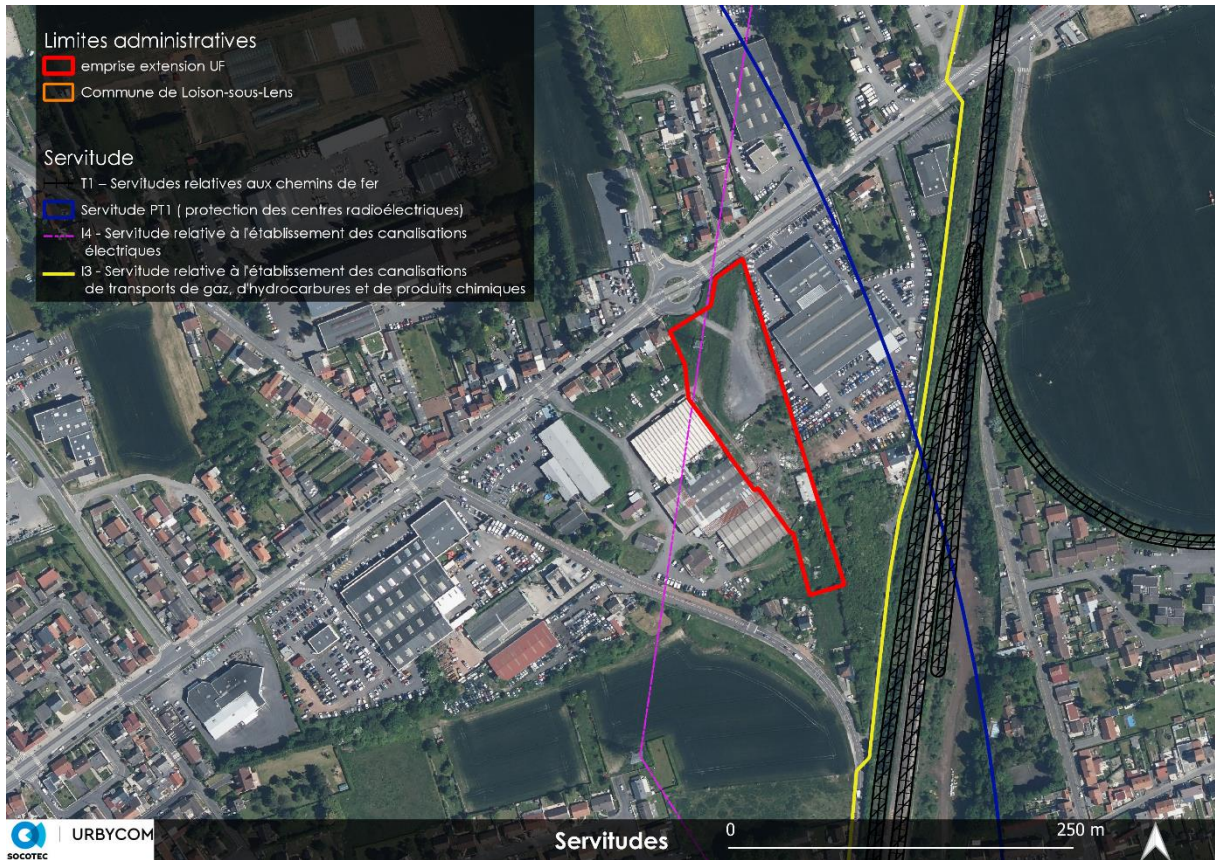 Limites administratives
emprise extension UF
Commune de Loison-sous-Lens
Servitude
T1 – Servitudes relatives aux chemins de fer
Servitude PT1 ( protection des centres radioélectriques)
I4 - Servitude relative à l'établissement des canalisations
électriques
I3 - Servitude relative à l'établissement des canalisations
de transports de gaz, d'hydrocarbures et de produits chimiques
SOCOTEC
URBYCOM
Servitudes
0
250 m